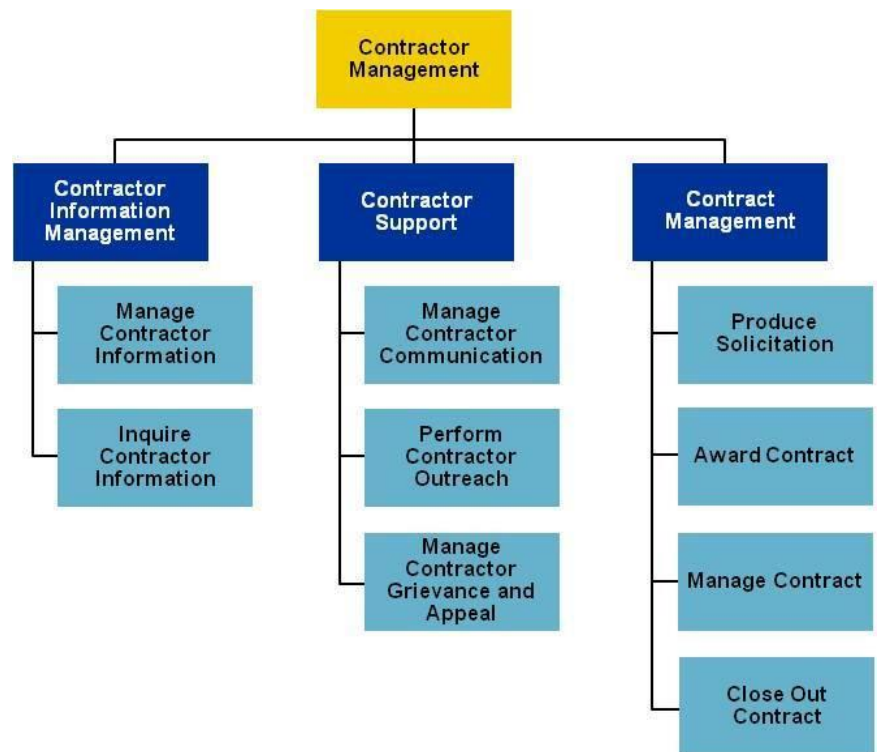 Contractor
Management
Contractor
Information
Management
Manage
Contractor
Information
Inquire
Contractor
Information
Contractor
Support
Manage
Contractor
Communication
Perform
Contractor
Outreach
Manage
Contractor
Grievance and
Appeal
Contract
Management
Produce
Solicitation
Award Contract
Manage Contract
Close Out
Contract